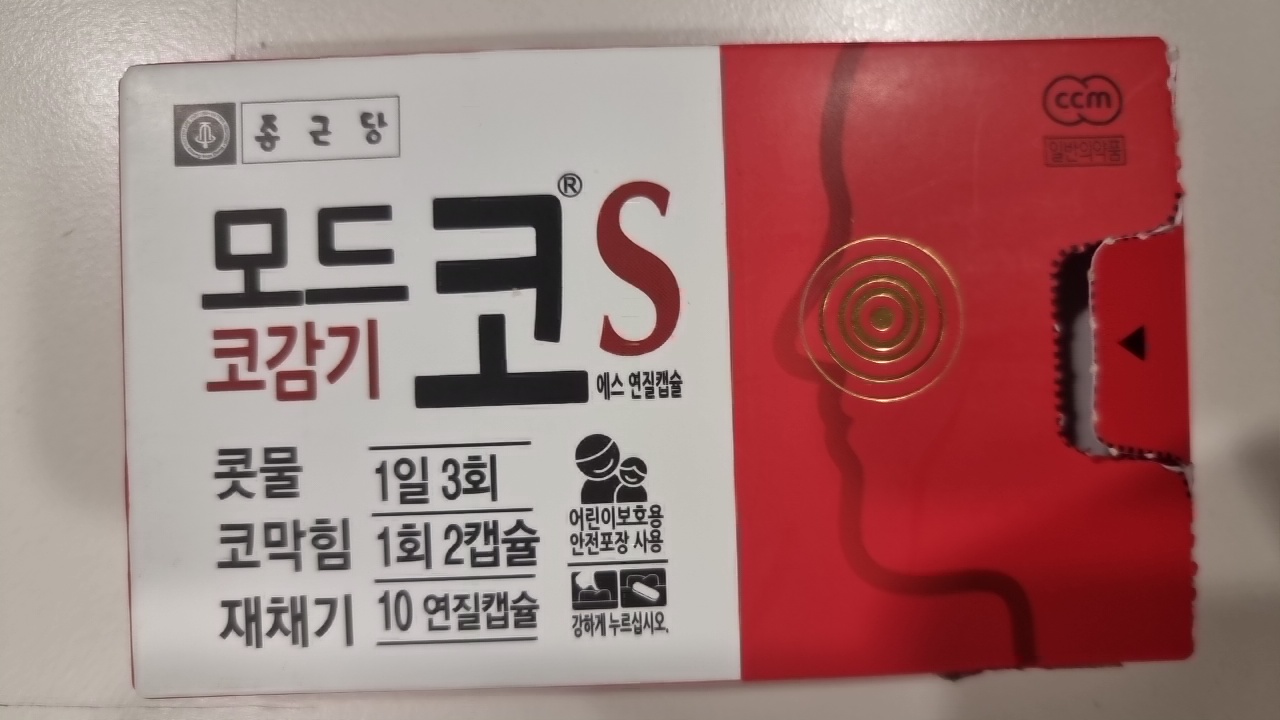 종근당
모드코S®
코감기
에스 연질캡슐
콧물
코막힘
재채기
1일 3회
1회 2캡슐
10 연질캡슐
어린이보호용
안전포장 사용
강하게 누르십시오.
ccm
일반의약품